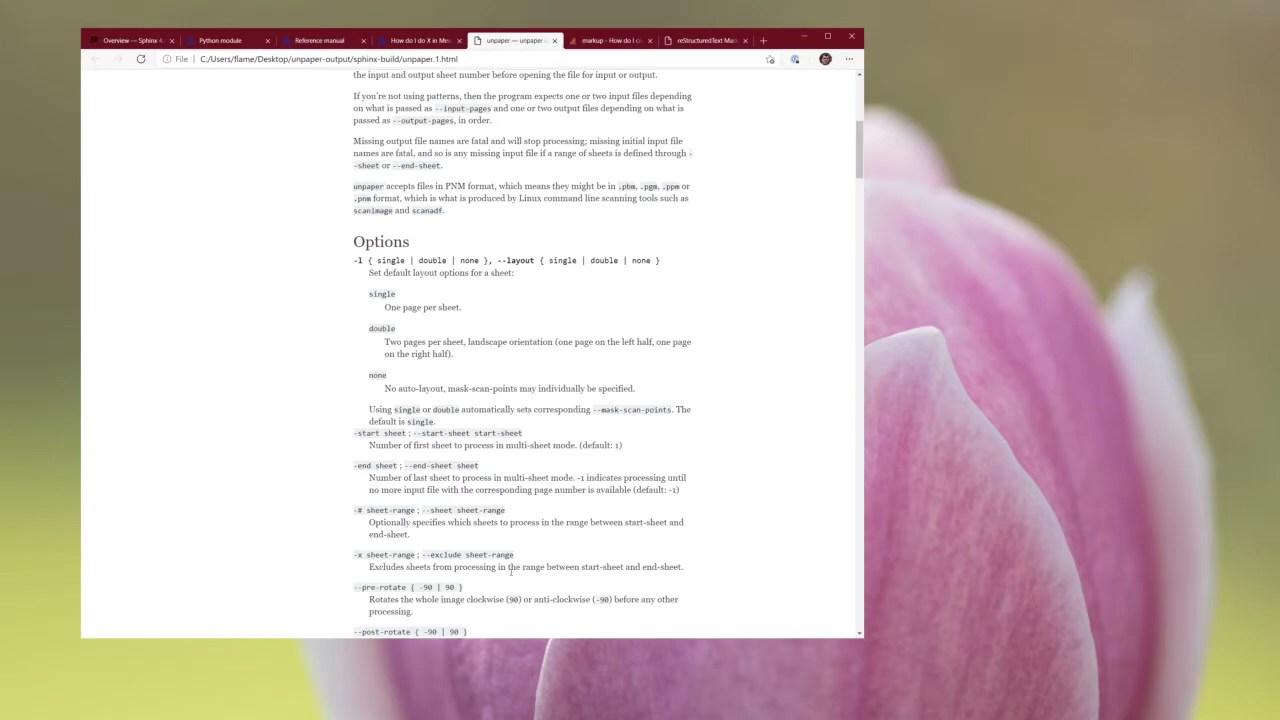 Overview — Sphinx 4.
Python module
Reference manual
How do I do X in Mes
unpaper — unpaper
markup - How do I c
reStructuredText Mar
File
C:/Users/flame/Desktop/unpaper-output/sphinx-build/unpaper.1.html
the input and output sheet number before opening the file for input or output.
If you're not using patterns, then the program expects one or two input files depending
on what is passed as --input-pages and one or two output files depending on what is
passed as --output-pages, in order.
Missing output file names are fatal and will stop processing; missing initial input file
names are fatal, and so is any missing input file if a range of sheets is defined through -
-sheet or --end-sheet.
unpaper accepts files in PNM format, which means they might be in .pbm, .pgm, .ppm or
.pnm format, which is what is produced by Linux command line scanning tools such as
scanimage and scanadf.
Options
-l { single | double | none }, --layout { single | double | none }
Set default layout options for a sheet:
single
One page per sheet.
double
Two pages per sheet, landscape orientation (one page on the left half, one page
on the right half).
none
No auto-layout, mask-scan-points may individually be specified.
Using single or double automatically sets corresponding --mask-scan-points. The
default is single.
-start sheet ; --start-sheet start-sheet
Number of first sheet to process in multi-sheet mode. (default: 1)
-end sheet ; --end-sheet sheet
Number of last sheet to process in multi-sheet mode. -1 indicates processing until
no more input file with the corresponding page number is available (default: -1)
-# sheet-range ; --sheet sheet-range
Optionally specifies which sheets to process in the range between start-sheet and
end-sheet.
-x sheet-range ; --exclude sheet-range
Excludes sheets from processing in the range between start-sheet and end-sheet.
--pre-rotate { -90 | 90 }
Rotates the whole image clockwise (90) or anti-clockwise (-90) before any other
processing.
--post-rotate { -90 | 90 }